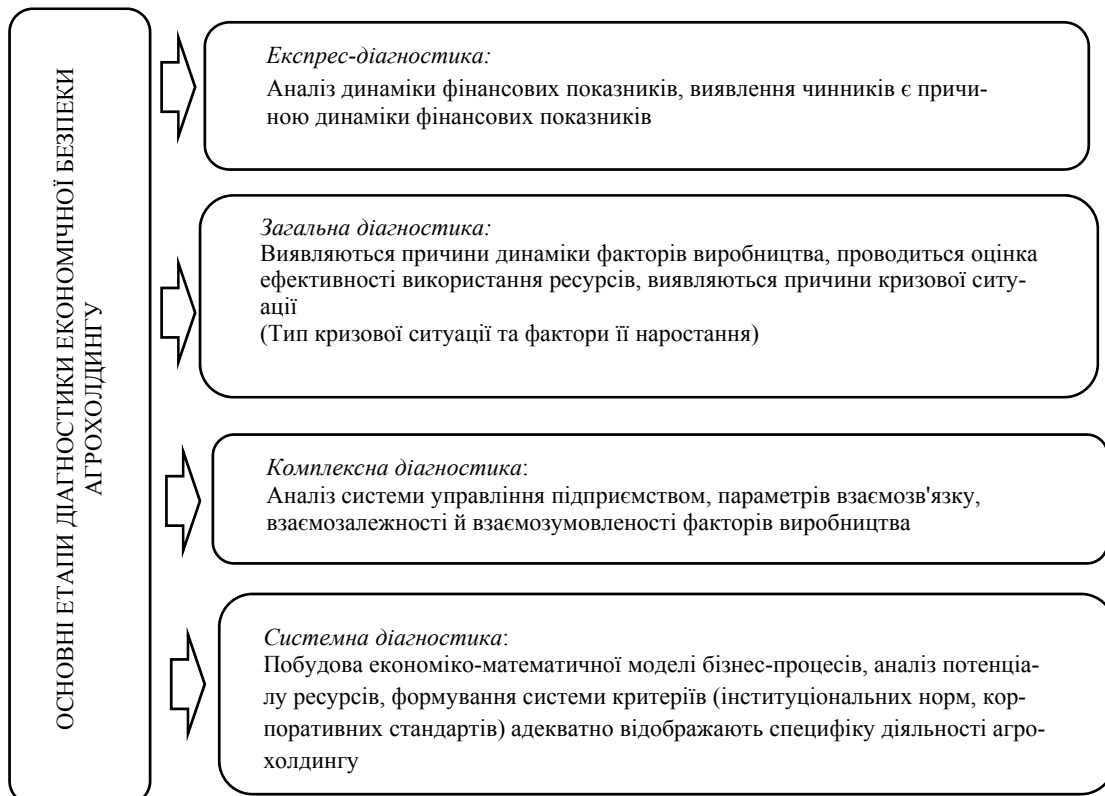 ОСНОВНІ ЕТАПИ ДІАГНОСТИКИ ЕКОНОМІЧНОЇ БЕЗПЕКИ
АГРОХОЛДИНГУ
Експрес-діагностика:
Аналіз динаміки фінансових показників, виявлення чинників є причи-
ною динаміки фінансових показників
Загальна діагностика:
Виявляються причини динаміки факторів виробництва, проводиться оцінка
ефективності використання ресурсів, виявляються причини кризової ситу-
ації
(Тип кризової ситуації та фактори її наростання)
Комплексна діагностика:
Аналіз системи управління підприємством, параметрів взаємозв'язку,
взаємозалежності й взаємозумовленості факторів виробництва
Системна діагностика:
Побудова економіко-математичної моделі бізнес-процесів, аналіз потенціа-
лу ресурсів, формування системи критеріїв (інституціональних норм, кор-
поративних стандартів) адекватно відображають специфіку діяльності агро-
холдингу